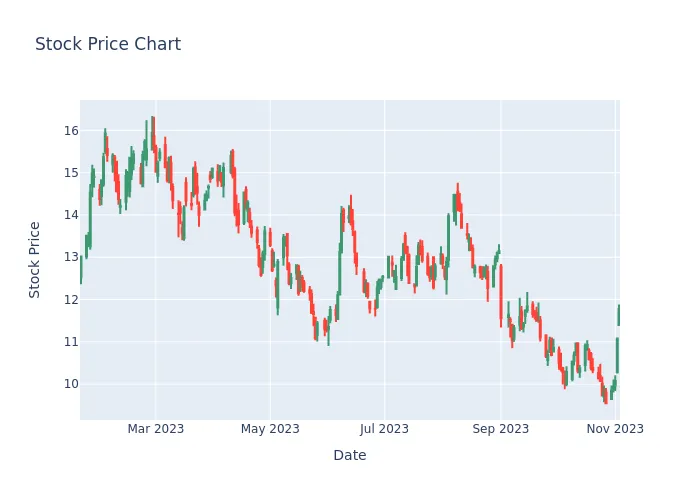 Stock Price Chart
16
15
14
13
12
11
10
Stock Price
Mar 2023
May 2023
Jul 2023
Sep 2023
Nov 2023
Date